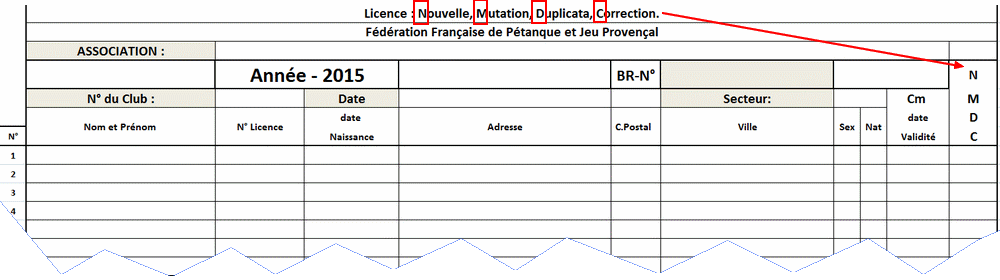 Licence : Nouvelle, Mutation, Duplicata, Correction.
Fédération Française de Pétanque et Jeu Provençal
ASSOCIATION :
Année - 2015 BR-N° N
N° du Club : Date Secteur: Cm M
Nom et Prénom N° Licence date Naissance Adresse C.Postal Ville Sex Nat date Validité D
N° C
1
2
3
4